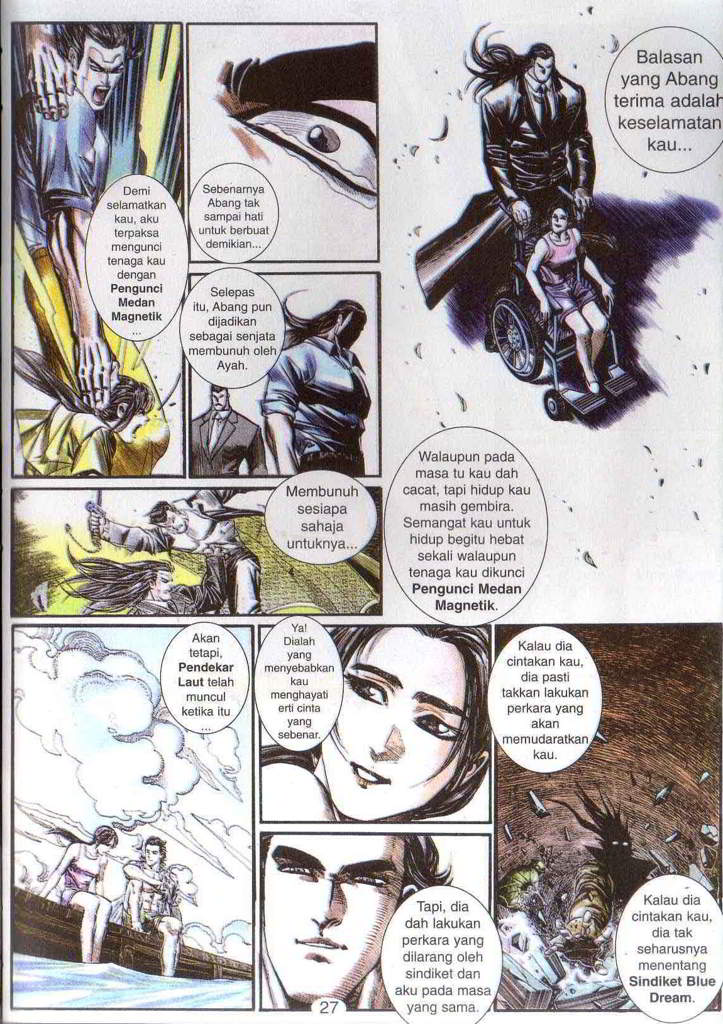 Demi
selamatkan
kau, aku
terpaksa
mengunci
tenaga kau
dengan
Pengunci
Medan
Magnetik
...
Sebenarnya
Abang tak
sampai hati
untuk berbuat
demikian...
Selepas
itu, Abang pun
dijadikan
sebagai senjata
membunuh oleh
Ayah.
Membunuh
sesiapa
sahaja
untuknya...
Balasan
yang Abang
terima adalah
keselamatan
kau...
Walaupun pada
masa tu kau dah
cacat, tapi hidup kau
masih gembira.
Semangat kau untuk
hidup begitu hebat
sekali walaupun
tenaga kau dikunci
Pengunci Medan
Magnetik.
Akan
tetapi,
Pendekar
Laut telah
muncul
ketika itu
...
Ya!
Dialah
yang
menyebabkan
kau
menghayati
erti cinta
yang
sebenar.
Tapi, dia
dah lakukan
perkara yang
dilarang oleh
sindiket dan
aku pada masa
yang sama.
Kalau dia
cintakan kau,
dia pasti
takkan lakukan
perkara yang
akan
memudaratkan
kau.
Kalau dia
cintakan kau,
dia tak
seharusnya
menentang
Sindiket Blue
Dream.
27